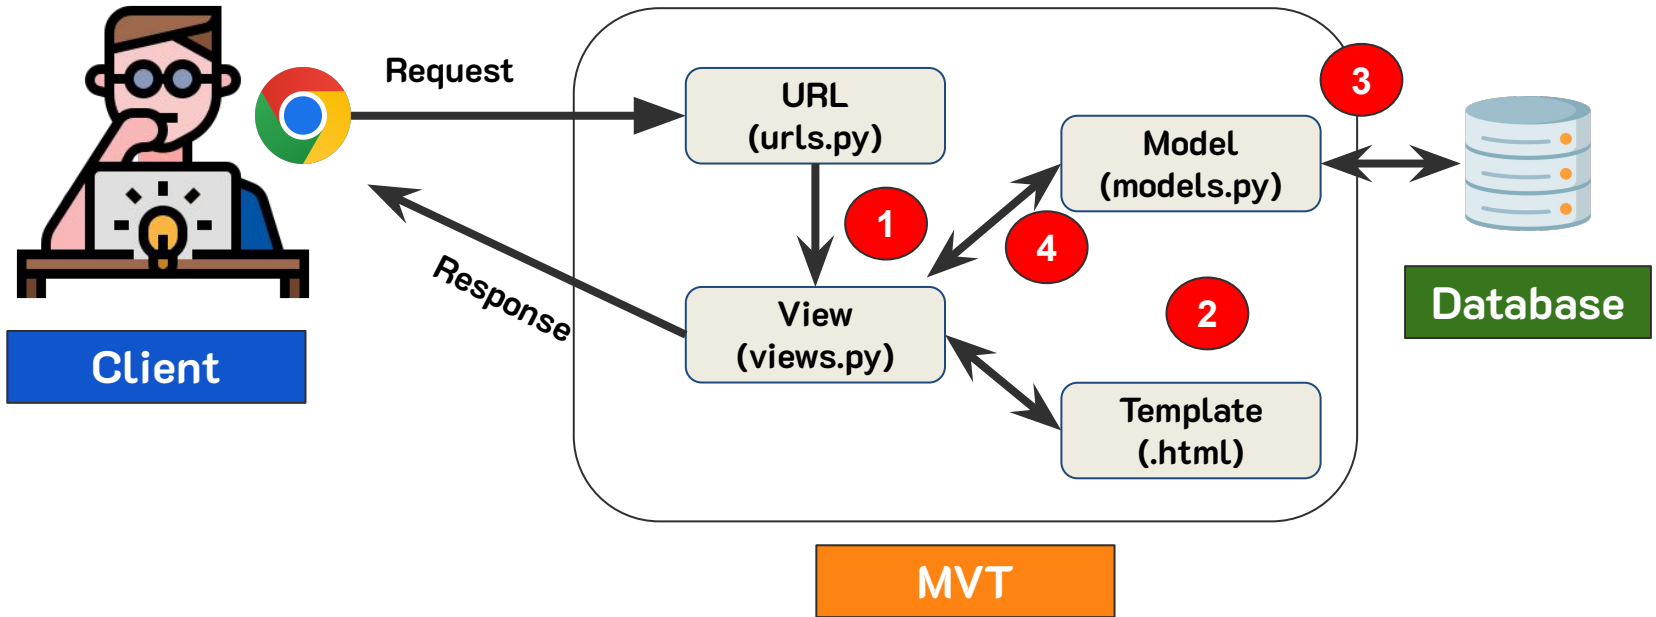 Request
URL
(urls.py)
3
Model
(models.py)
1
4
Response
View
(views.py)
2
Database
Client
Template
(.html)
MVT